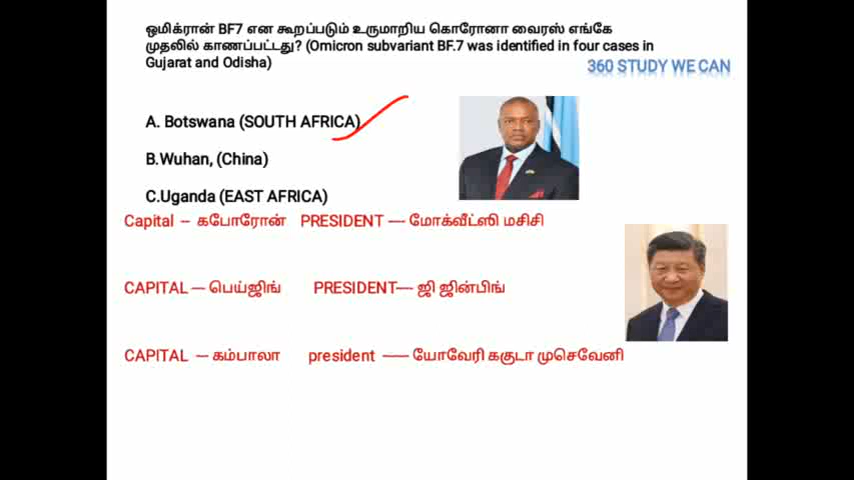 ஒமிக்ரான் BF7 என கூறப்படும் உருமாறிய கொரோனா வைரஸ் எங்கே
முதலில் காணப்பட்டது? (Omicron subvariant BF.7 was identified in four cases in
Gujarat and Odisha)
360 STUDY WE CAN
A. Botswana (SOUTH AFRICA)
B.Wuhan, (China)
C.Uganda (EAST AFRICA)
Capital -- கபோரோன் PRESIDENT --- மோக்வீட்ஸி மசிசி
CAPITAL --- பெய்ஜிங் PRESIDENT--- ஜி ஜின்பிங்
CAPITAL --- கம்பாலா president ---- யோவேரி ககுடா முசெவேனி